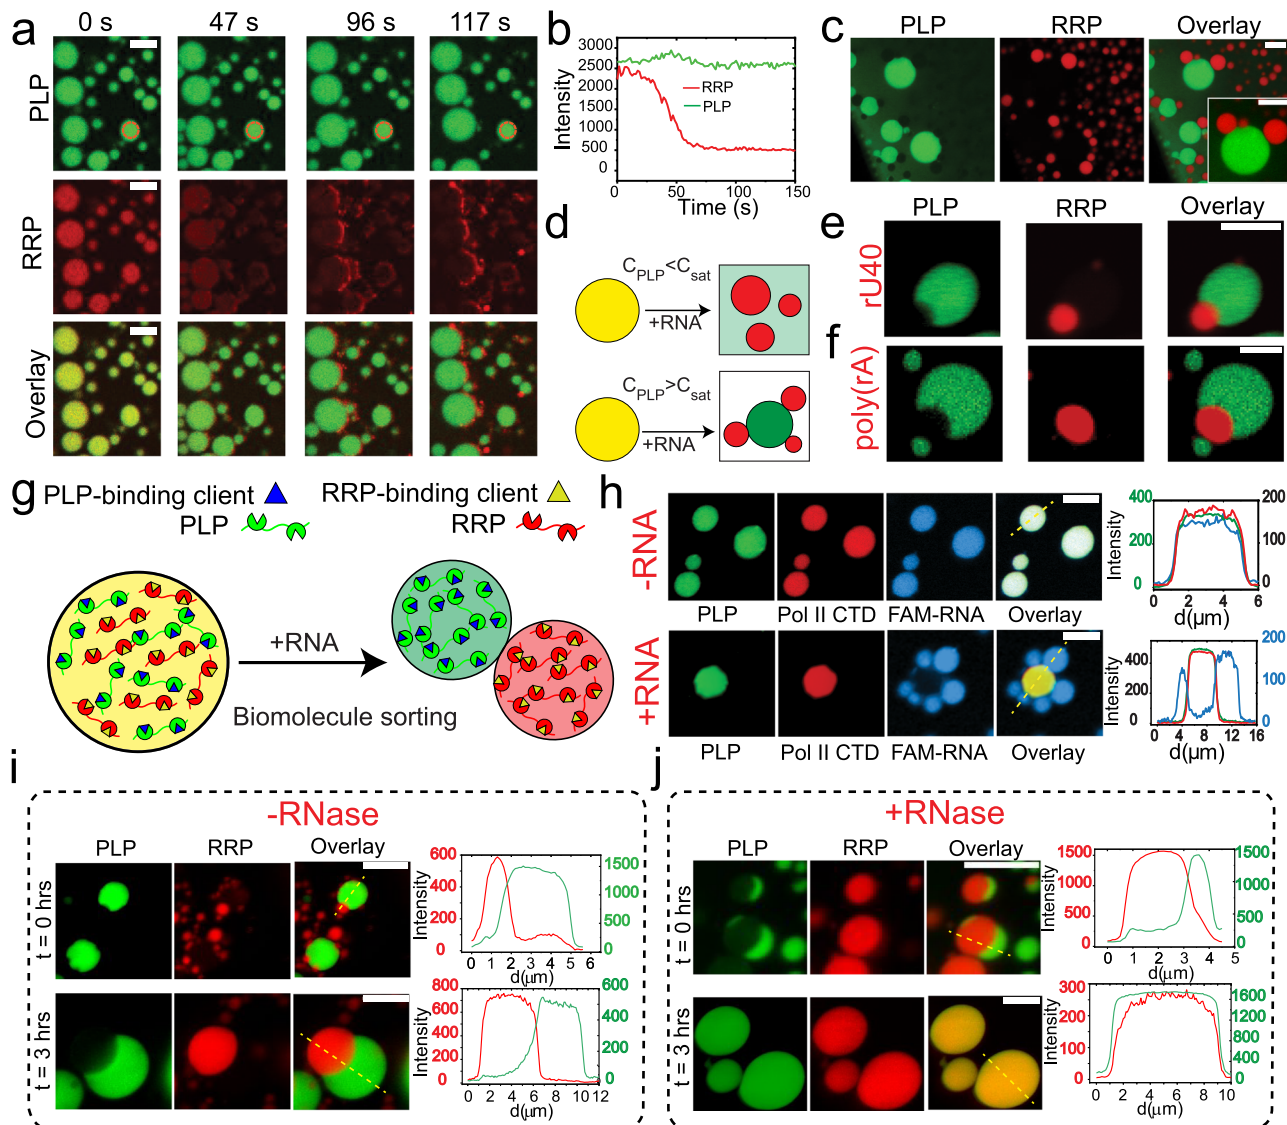 a
0 s 47 s 96 s 117 s
PLP
RRP
Overlay
b
3000
2500
2000
1500
1000
500
0
Intensity
RRP
PLP
0 50 100 150
Time (s)
c
PLP RRP Overlay
d
C_PLP<C_sat
+RNA
C_PLP>C_sat
+RNA
PLP RRP Overlay
e
rU40
f
poly(rA)
g
PLP-binding client
PLP
RRP-binding client
RRP
+RNA
Biomolecule sorting
h
-RNA
PLP Pol II CTD FAM-RNA Overlay
400
200
0
Intensity
200
100
0
0 2 4 6
d(µm)
+RNA
PLP Pol II CTD FAM-RNA Overlay
400
200
0
Intensity
200
100
0
0 4 8 12 16
d(µm)
i
-RNase
PLP RRP Overlay
t = 0 hrs
600
400
200
0
Intensity
1500
1000
500
0
0 1 2 3 4 5 6
d(µm)
t = 3 hrs
800
600
400
200
0
Intensity
600
400
200
0
0 2 4 6 8 10 12
d(µm)
j
+RNase
PLP RRP Overlay
t = 0 hrs
1500
1000
500
0
Intensity
1500
1000
500
0
0 1 2 3 4 5
d(µm)
t = 3 hrs
300
200
100
0
Intensity
1600
1200
800
400
0
0 2 4 6 8 10
d(µm)